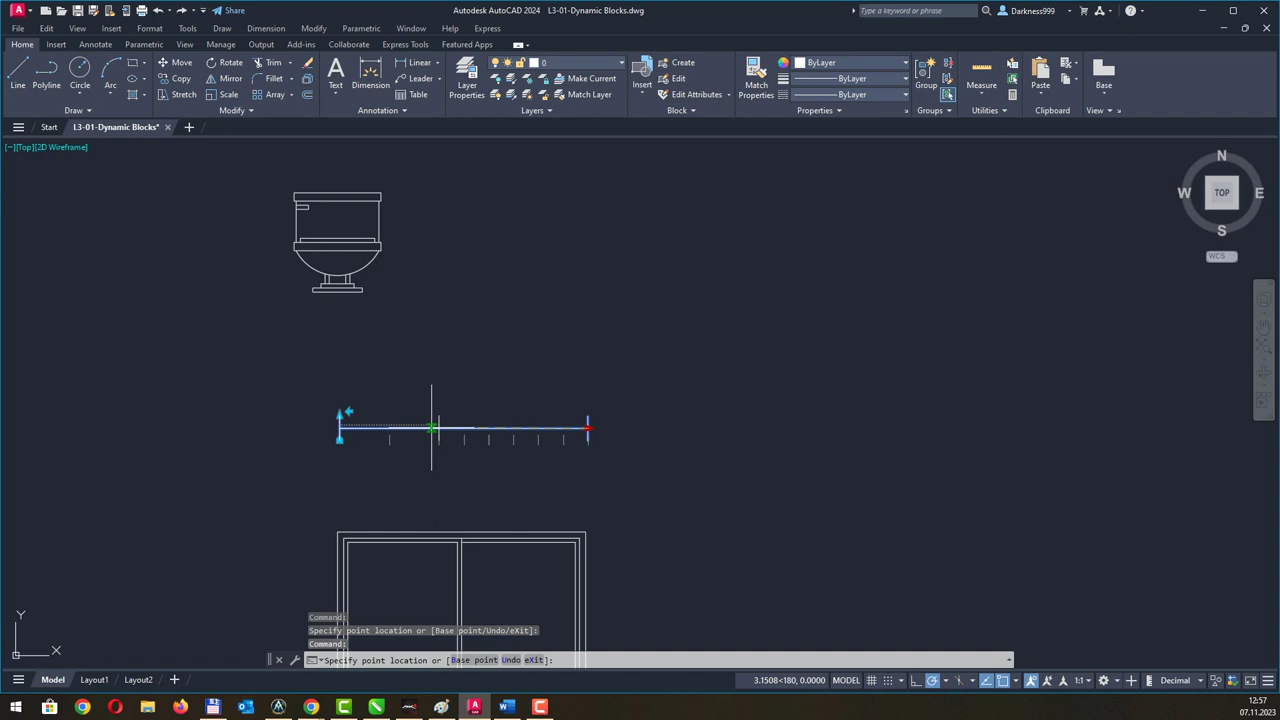 Share
Autodesk AutoCAD 2024 L3-01-Dynamic Blocks.dwg
Type a keyword or phrase
Darkness999
File Edit View Insert Format Tools Draw Dimension Modify Parametric Window Help Express
Home Insert Annotate Parametric View Manage Output Add-ins Collaborate Express Tools Featured Apps
Line Polyline Circle Arc
Move Rotate Trim
Copy Mirror Fillet
Stretch Scale Array
Text Dimension
Linear
Leader
Table
Layer
Properties
0
Make Current
Match Layer
Insert
Create
Edit
Edit Attributes
Match
Properties
ByLayer
ByLayer
ByLayer
Group
Measure
Paste
Base
Draw Modify Annotation Layers Block Properties Groups Utilities Clipboard View
Start L3-01-Dynamic Blocks*
[−][Top][2D Wireframe]
N
W TOP E
S
WCS
Y
X
Command:
Specify point location or [Base point/Undo/eXit]:
Command:
Specify point location or [Base point Undo eXit]:
Model Layout1 Layout2
3.1508<180, 0.0000 MODEL 1:1 Decimal
12:57
07.11.2023